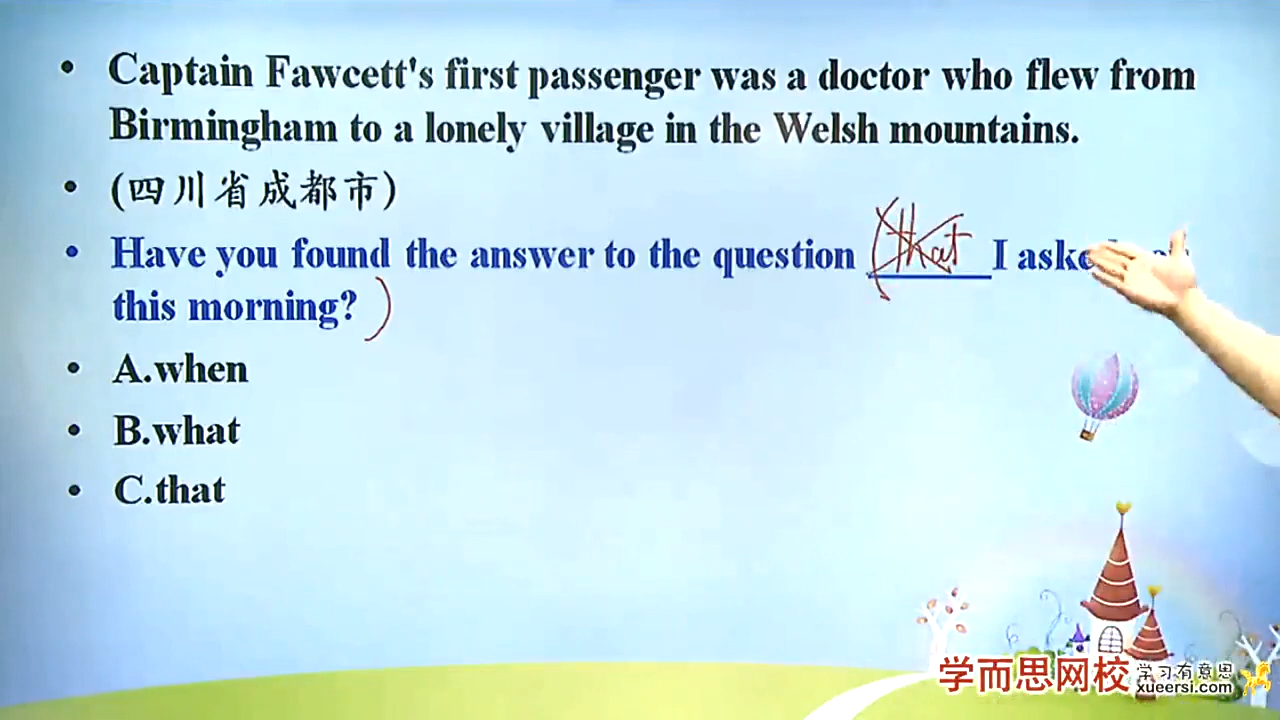 Captain Fawcett's first passenger was a doctor who flew from
Birmingham to a lonely village in the Welsh mountains.
(四川省成都市)
Have you found the answer to the question that I
this morning?
A.when
B.what
C.that
学而思网校 学习有意思
xueersi.com